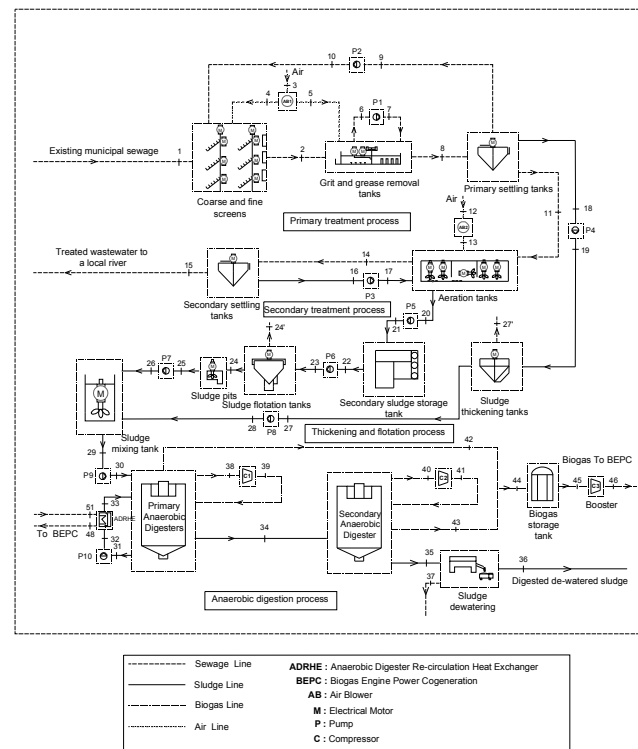 10
P2
9
Air
3
4
AB1
5
6
P1
7
Existing municipal sewage
1
2
8
Coarse and fine
screens
Grit and grease removal
tanks
Primary settling tanks
18
Primary treatment process
Air
12
11
P4
AB2
19
Treated wastewater to
a local river
15
14
13
16
17
P3
Secondary settling
tanks
Secondary treatment process
Aeration tanks
P5
20
21
24'
27'
P7
26
25
24
P6
23
22
Sludge pits
Sludge flotation tanks
Secondary sludge storage
tank
Sludge
thickening tanks
P8
28
27
Sludge
mixing tank
Thickening and flotation process
29
42
P9
30
38
C1
39
40
C2
41
Biogas To BEPC
44
45
C3
46
51
33
ADRHE
Primary
Anaerobic
Digesters
Secondary
Anaerobic
Digester
Biogas
storage
tank
Booster
48
To BEPC
32
43
34
P10
31
35
36
37
Digested de-watered sludge
Sludge
dewatering
Anaerobic digestion process
Sewage Line
Sludge Line
Biogas Line
Air Line
ADRHE : Anaerobic Digester Re-circulation Heat Exchanger
BEPC : Biogas Engine Power Cogeneration
AB : Air Blower
M : Electrical Motor
P : Pump
C : Compressor